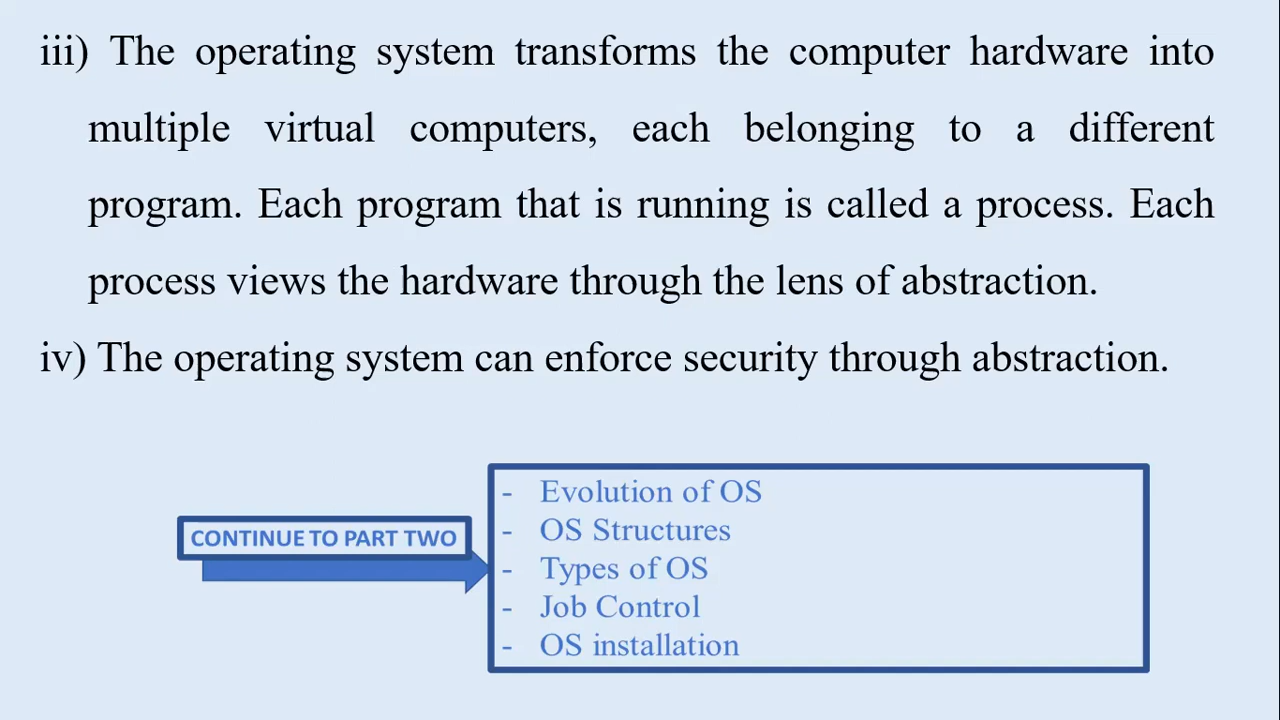 iii) The operating system transforms the computer hardware into
multiple virtual computers, each belonging to a different
program. Each program that is running is called a process. Each
process views the hardware through the lens of abstraction.
iv) The operating system can enforce security through abstraction.
CONTINUE TO PART TWO
- Evolution of OS
- OS Structures
- Types of OS
- Job Control
- OS installation